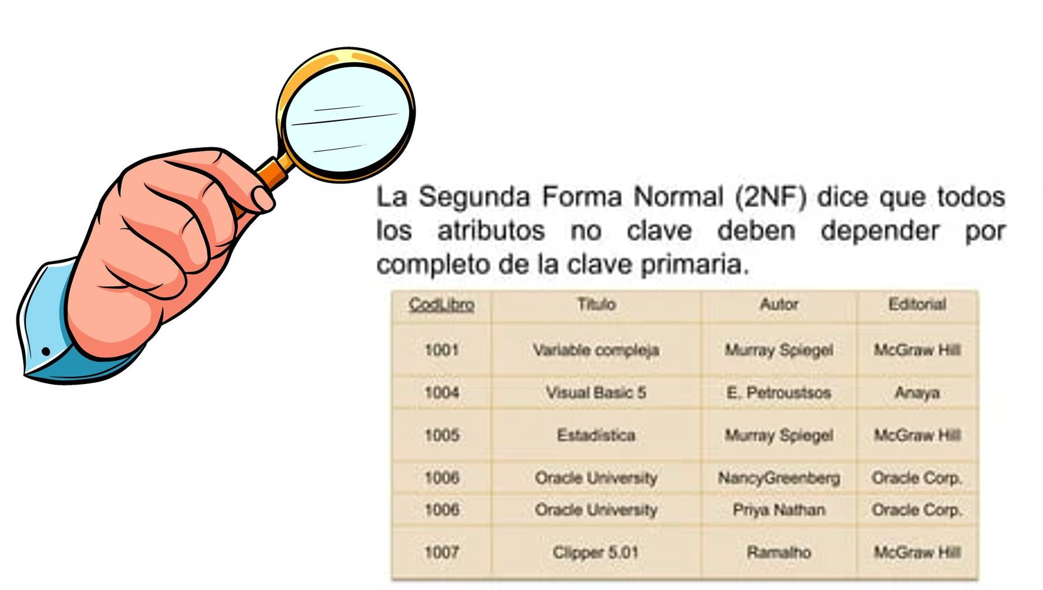 La Segunda Forma Normal (2NF) dice que todos
los atributos no clave deben depender por
completo de la clave primaria.
CodLibro Titulo Autor Editorial
1001 Variable compleja Murray Spiegel McGraw Hill
1004 Visual Basic 5 E. Petroustsos Anaya
1005 Estadística Murray Spiegel McGraw Hill
1006 Oracle University NancyGreenberg Oracle Corp.
1006 Oracle University Priya Nathan Oracle Corp.
1007 Clipper 5.01 Ramalho McGraw Hill